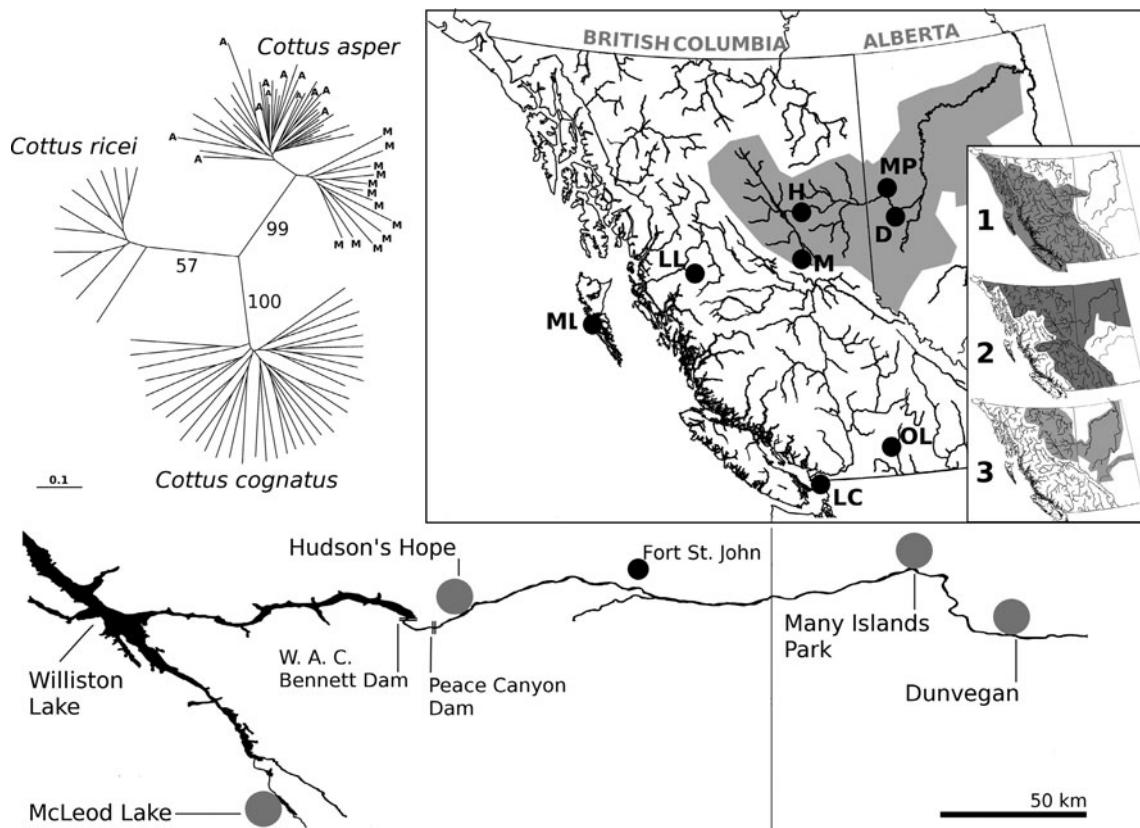 Cottus asper
A
A
A
A
A
A
A
A
A
A
A
M
M
M
M
M
M
M
M
M
M
M
M
Cottus ricei
99
57
100
Cottus cognatus
0.1
BRITISH COLUMBIA
ALBERTA
MP
H
D
M
LL
ML
OL
LC
1
2
3
Hudson's Hope
Fort St. John
Many Islands
Park
W. A. C.
Bennett Dam
Peace Canyon
Dam
Williston
Lake
Dunvegan
McLeod Lake
50 km